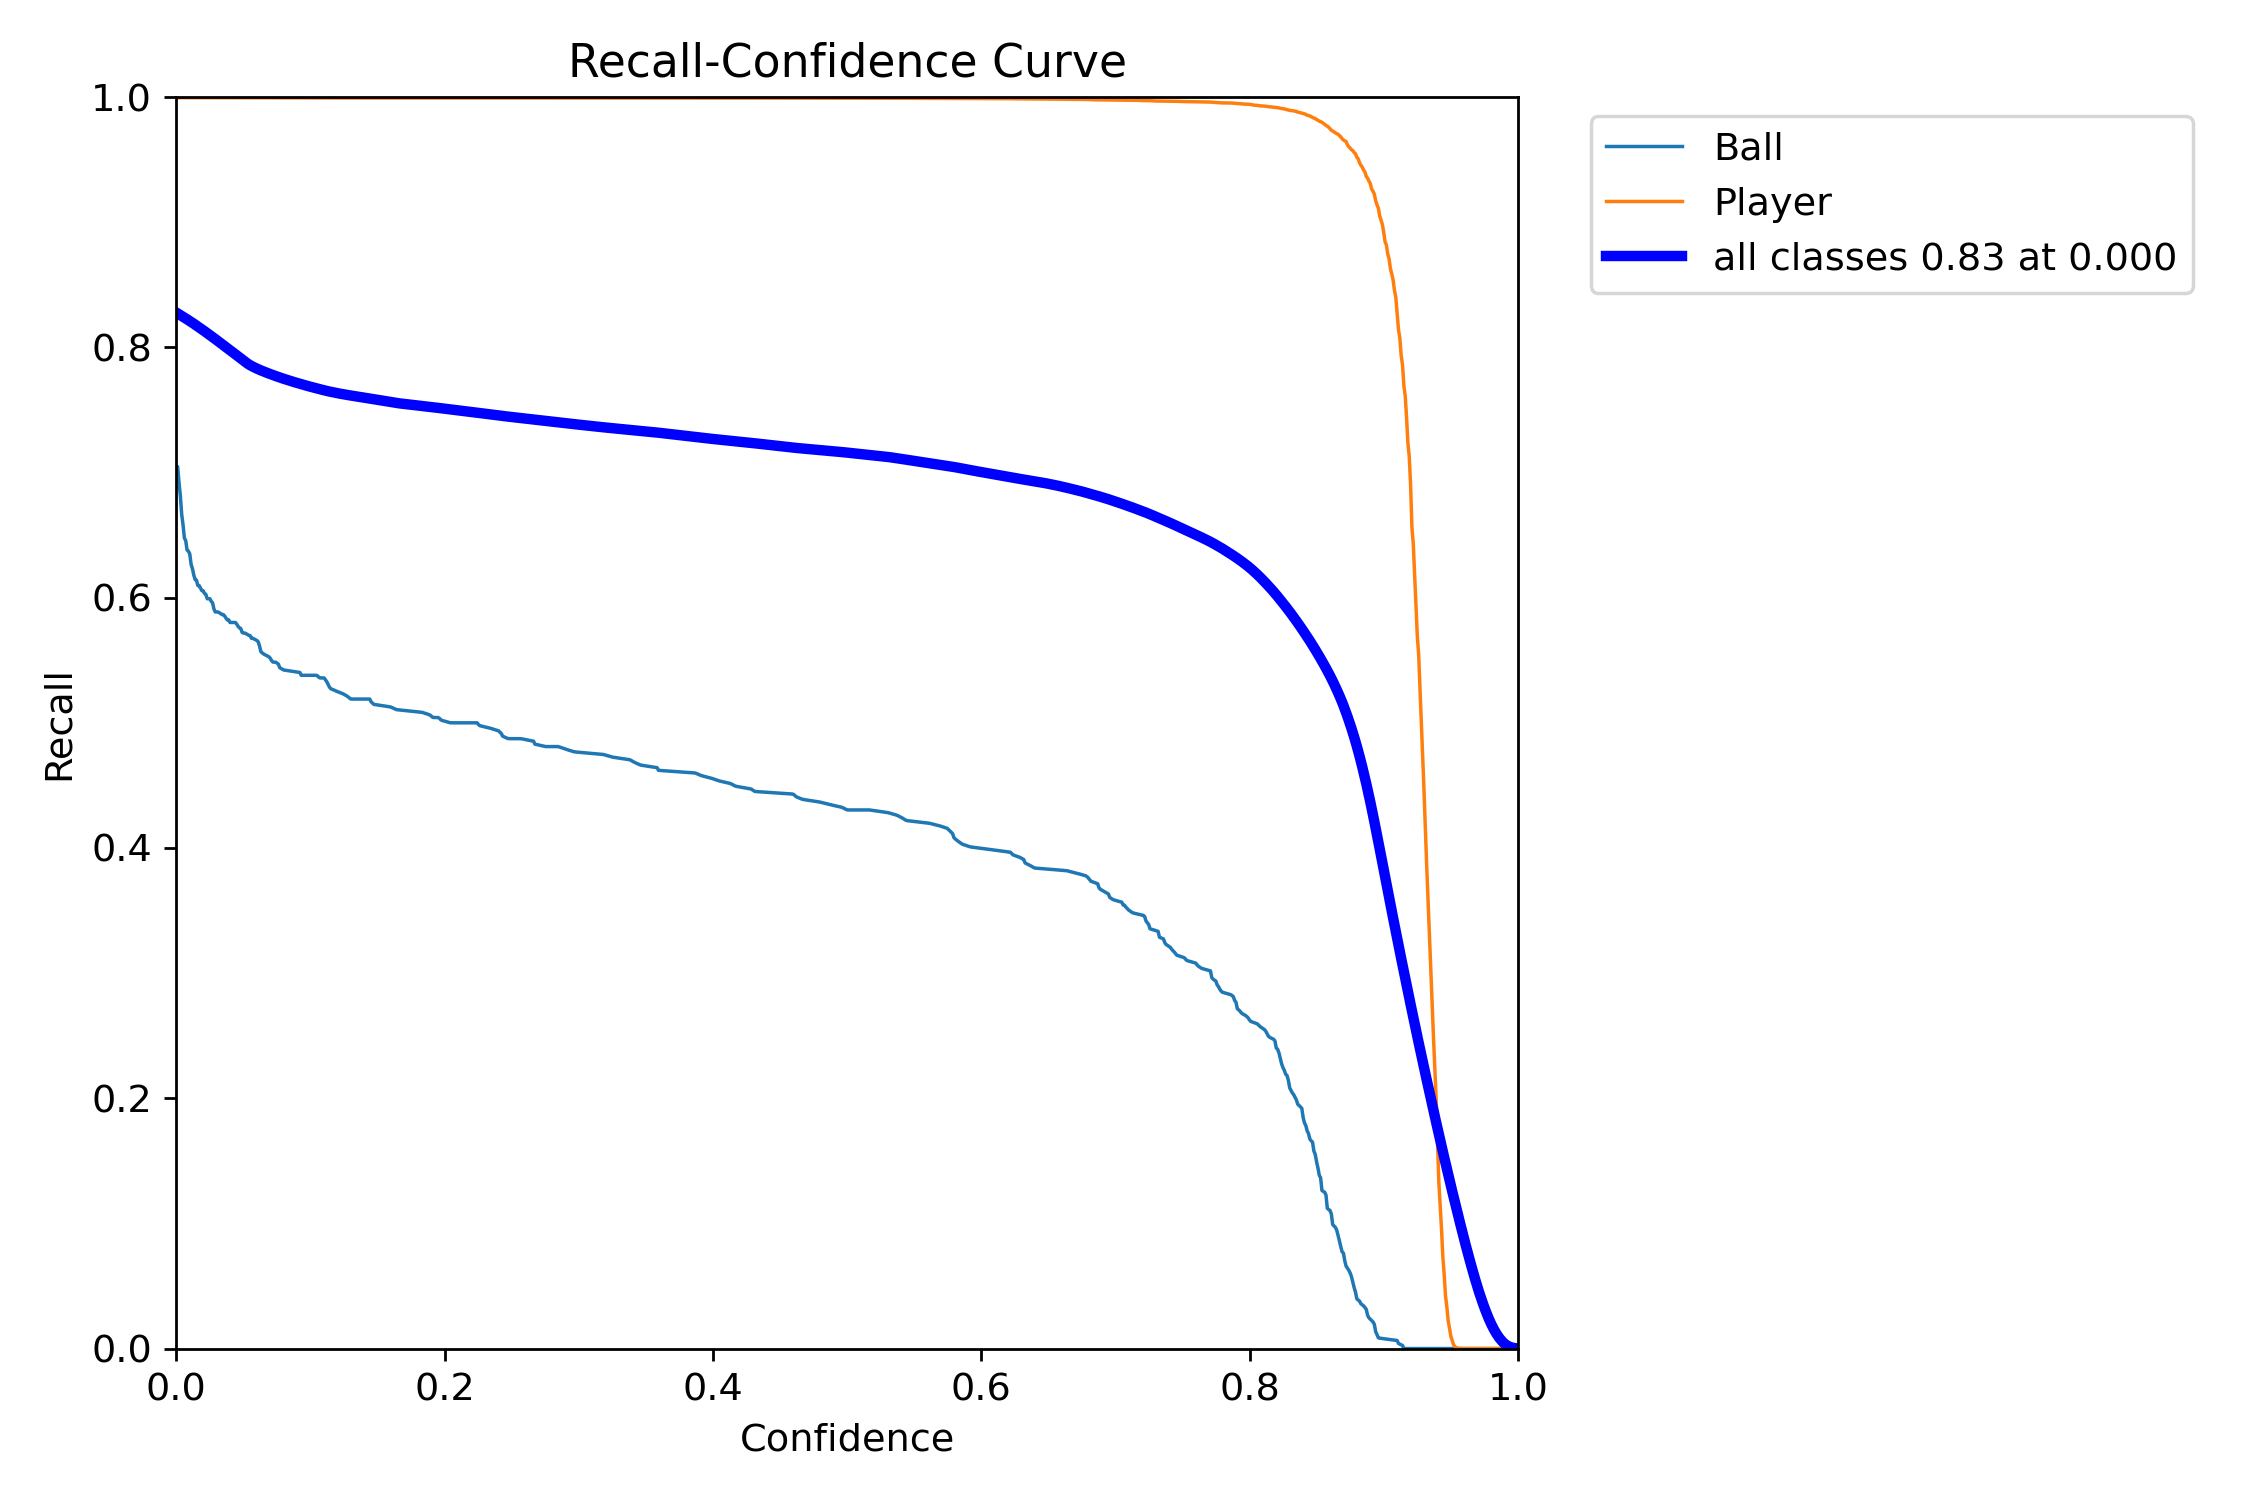 Recall-Confidence Curve
1.0
0.8
0.6
0.4
0.2
0.0
Recall
0.0 0.2 0.4 0.6 0.8 1.0
Confidence
Ball
Player
all classes 0.83 at 0.000